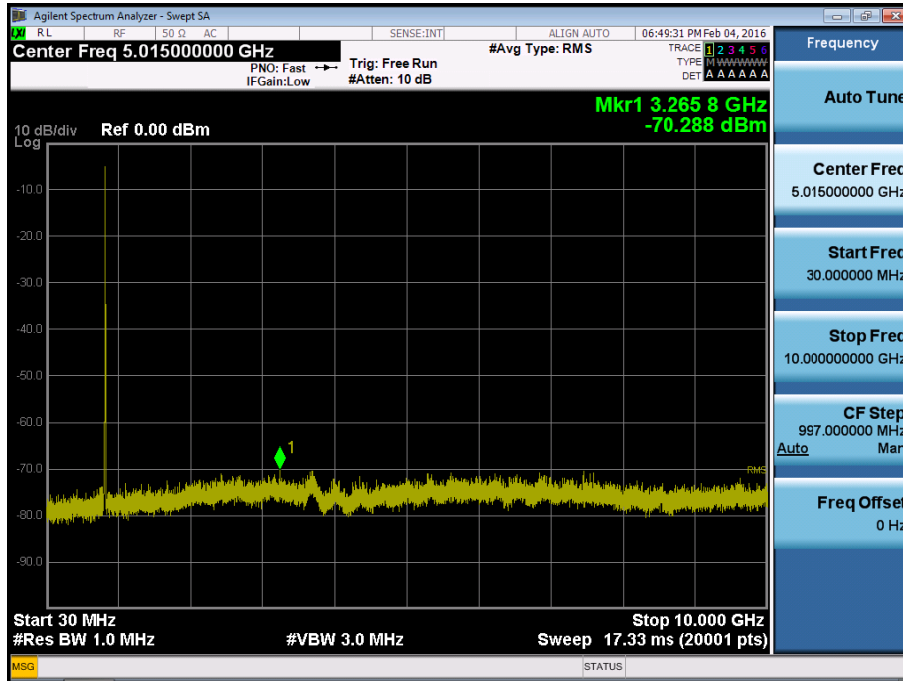 Agilent Spectrum Analyzer - Swept SA
LXI RL RF 50 Ω AC SENSE:INT ALIGN AUTO 06:49:31 PM Feb 04, 2016
Center Freq 5.015000000 GHz
PNO: Fast
IFGain:Low
Trig: Free Run
#Atten: 10 dB
#Avg Type: RMS
TRACE 1 2 3 4 5 6
TYPE M WWWWW
DET A A A A A A
Mkr1 3.265 8 GHz
-70.288 dBm
10 dB/div Ref 0.00 dBm
Log
-10.0
-20.0
-30.0
-40.0
-50.0
-60.0
-70.0
-80.0
-90.0
1
RMS
Start 30 MHz Stop 10.000 GHz
#Res BW 1.0 MHz #VBW 3.0 MHz Sweep 17.33 ms (20001 pts)
MSG STATUS
Frequency
Auto Tune
Center Freq
5.015000000 GHz
Start Freq
30.000000 MHz
Stop Freq
10.000000000 GHz
CF Step
997.000000 MHz
Auto Man
Freq Offset
0 Hz